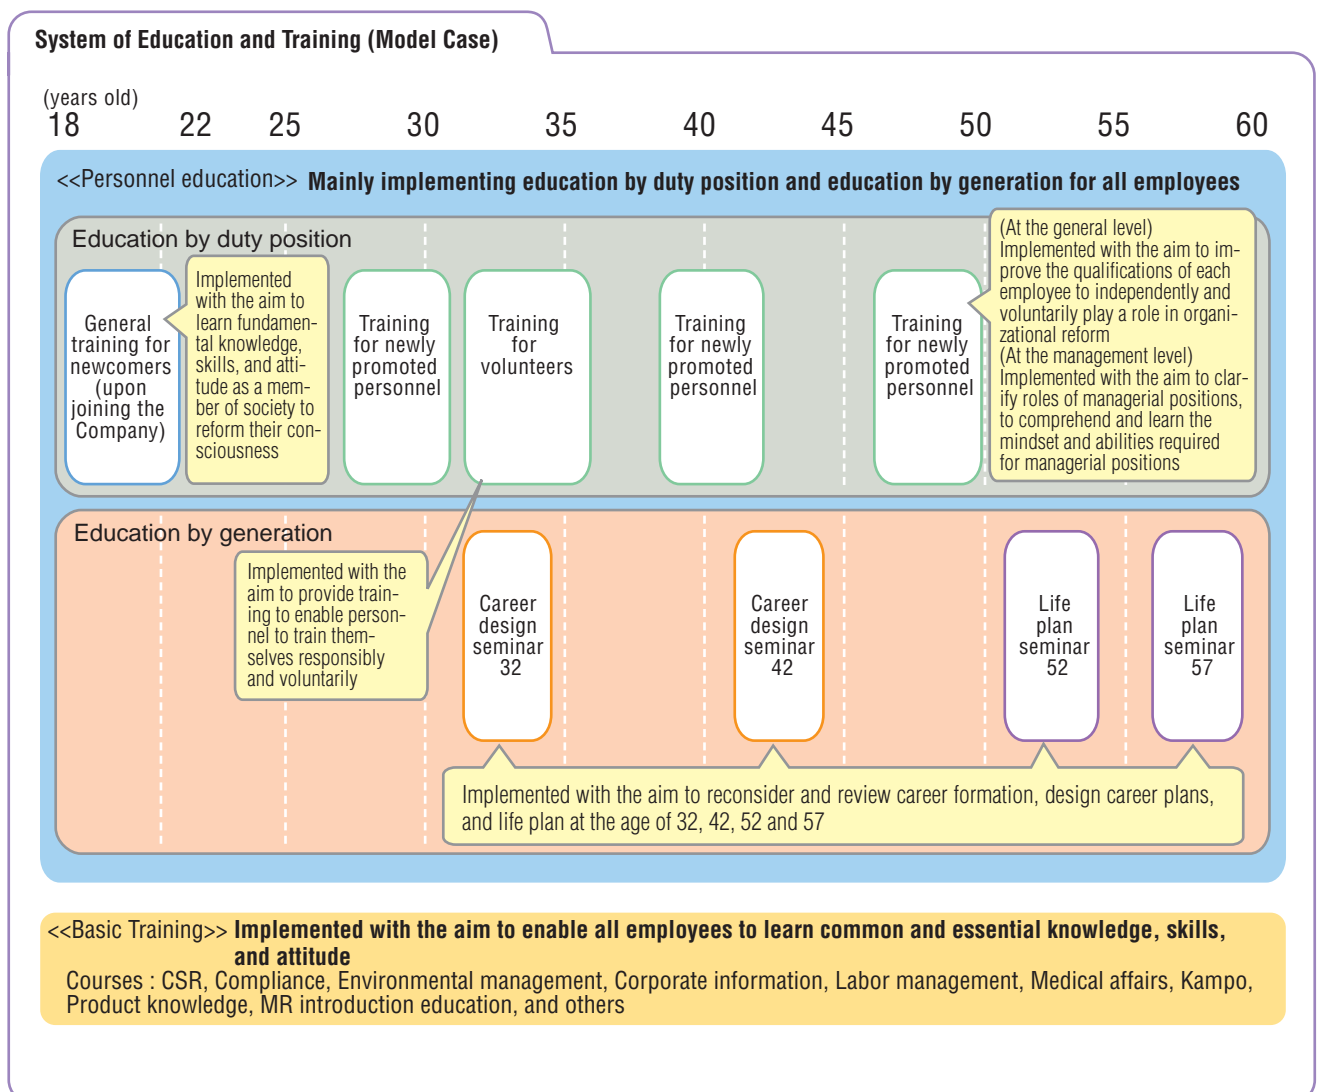 System of Education and Training (Model Case)
(years old)
18 22 25 30 35 40 45 50 55 60
<<Personnel education>> Mainly implementing education by duty position and education by generation for all employees
Education by duty position
General
training for
newcomers
(upon
joining the
Company)
Implemented
with the aim to
learn fundamen-
tal knowledge,
skills, and atti-
tude as a mem-
ber of society to
reform their con-
sciousness
Training
for newly
promoted
personnel
Training
for
volunteers
Training
for newly
promoted
personnel
Training
for newly
promoted
personnel
(At the general level)
Implemented with the aim to im-
prove the qualifications of each
employee to independently and
voluntarily play a role in organi-
zational reform
(At the management level)
Implemented with the aim to clar-
ify roles of managerial positions,
to comprehend and learn the
mindset and abilities required
for managerial positions
Education by generation
Implemented with the
aim to provide train-
ing to enable person-
nel to train them-
selves responsibly
and voluntarily
Career
design
seminar
32
Career
design
seminar
42
Life
plan
seminar
52
Life
plan
seminar
57
Implemented with the aim to reconsider and review career formation, design career plans,
and life plan at the age of 32, 42, 52 and 57
<<Basic Training>> Implemented with the aim to enable all employees to learn common and essential knowledge, skills,
and attitude
Courses : CSR, Compliance, Environmental management, Corporate information, Labor management, Medical affairs, Kampo,
Product knowledge, MR introduction education, and others